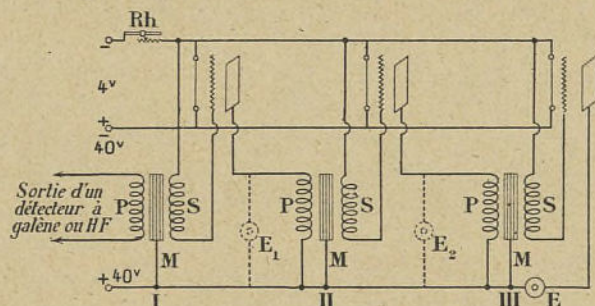 Rh
−
4v
+
−
40v
Sortie d'un
détecteur à
galène ou HF
P S
M
E1
P S
M
E2
P S
M
+40v
I
II
III
E